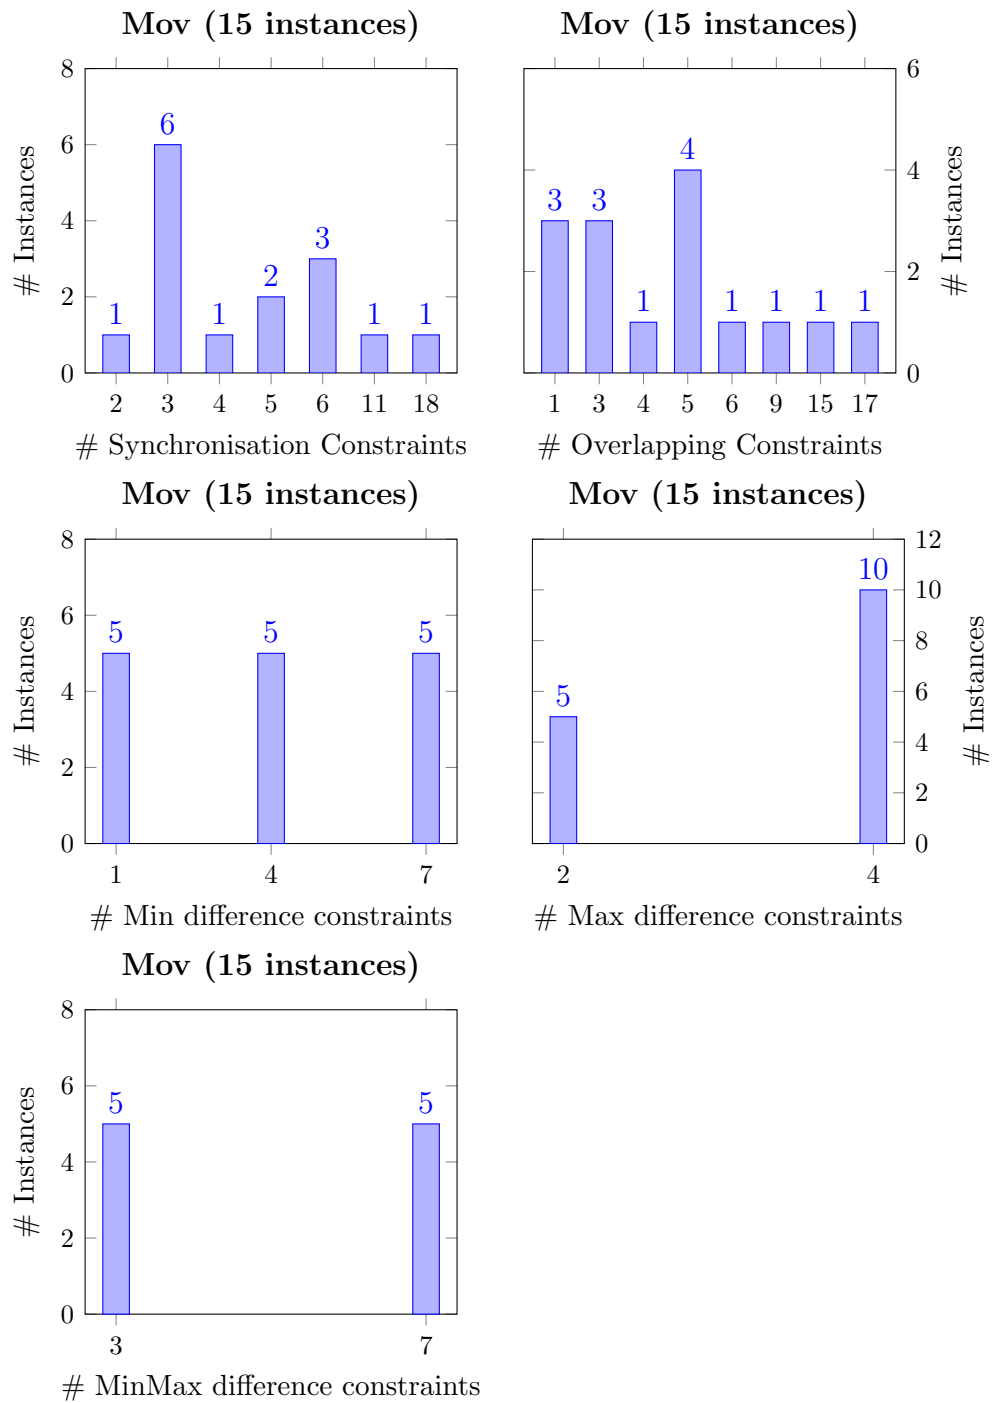 Mov (15 instances)
8
6
4
2
0
# Instances
1
6
1
2
3
1
1
2 3 4 5 6 11 18
# Synchronisation Constraints
Mov (15 instances)
6
4
2
0
# Instances
3
3
1
4
1
1
1
1
1 3 4 5 6 9 15 17
# Overlapping Constraints
Mov (15 instances)
8
6
4
2
0
# Instances
5
5
5
1 4 7
# Min difference constraints
Mov (15 instances)
12
10
8
6
4
2
0
# Instances
5
10
2 4
# Max difference constraints
Mov (15 instances)
8
6
4
2
0
# Instances
5
5
3 7
# MinMax difference constraints